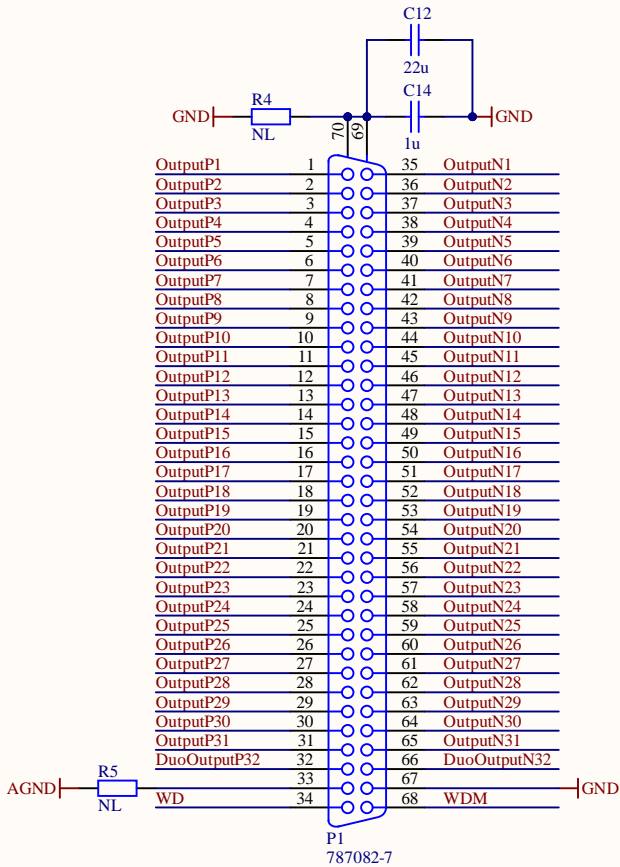 C12
22u
R4
C14
GND
NL
70
69
1u
GND
OutputP1 1 35 OutputN1
OutputP2 2 36 OutputN2
OutputP3 3 37 OutputN3
OutputP4 4 38 OutputN4
OutputP5 5 39 OutputN5
OutputP6 6 40 OutputN6
OutputP7 7 41 OutputN7
OutputP8 8 42 OutputN8
OutputP9 9 43 OutputN9
OutputP10 10 44 OutputN10
OutputP11 11 45 OutputN11
OutputP12 12 46 OutputN12
OutputP13 13 47 OutputN13
OutputP14 14 48 OutputN14
OutputP15 15 49 OutputN15
OutputP16 16 50 OutputN16
OutputP17 17 51 OutputN17
OutputP18 18 52 OutputN18
OutputP19 19 53 OutputN19
OutputP20 20 54 OutputN20
OutputP21 21 55 OutputN21
OutputP22 22 56 OutputN22
OutputP23 23 57 OutputN23
OutputP24 24 58 OutputN24
OutputP25 25 59 OutputN25
OutputP26 26 60 OutputN26
OutputP27 27 61 OutputN27
OutputP28 28 62 OutputN28
OutputP29 29 63 OutputN29
OutputP30 30 64 OutputN30
OutputP31 31 65 OutputN31
DuoOutputP32 32 66 DuoOutputN32
R5
AGND 33 67 GND
NL
WD 34 68 WDM
P1
787082-7